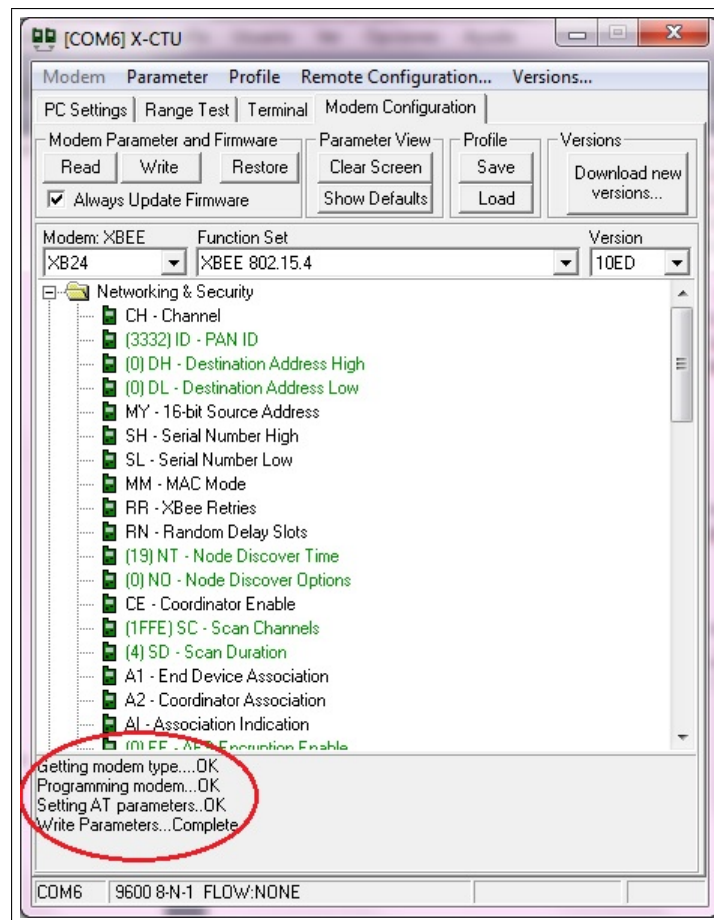 [COM6] X-CTU
Modem Parameter Profile Remote Configuration... Versions...
PC Settings Range Test Terminal Modem Configuration
Modem Parameter and Firmware Parameter View Profile Versions
Read Write Restore Clear Screen Save Download new versions...
Always Update Firmware Show Defaults Load
Modem: XBEE Function Set Version
XB24 XBEE 802.15.4 10ED
Networking & Security
CH - Channel
(3332) ID - PAN ID
(0) DH - Destination Address High
(0) DL - Destination Address Low
MY - 16-bit Source Address
SH - Serial Number High
SL - Serial Number Low
MM - MAC Mode
RR - XBee Retries
RN - Random Delay Slots
(19) NT - Node Discover Time
(0) NO - Node Discover Options
CE - Coordinator Enable
(1FFE) SC - Scan Channels
(4) SD - Scan Duration
A1 - End Device Association
A2 - Coordinator Association
AI - Association Indication
(0) EE - AES Encryption Enable
Getting modem type....OK
Programming modem...OK
Setting AT parameters..OK
Write Parameters...Complete
COM6 9600 8-N-1 FLOW:NONE